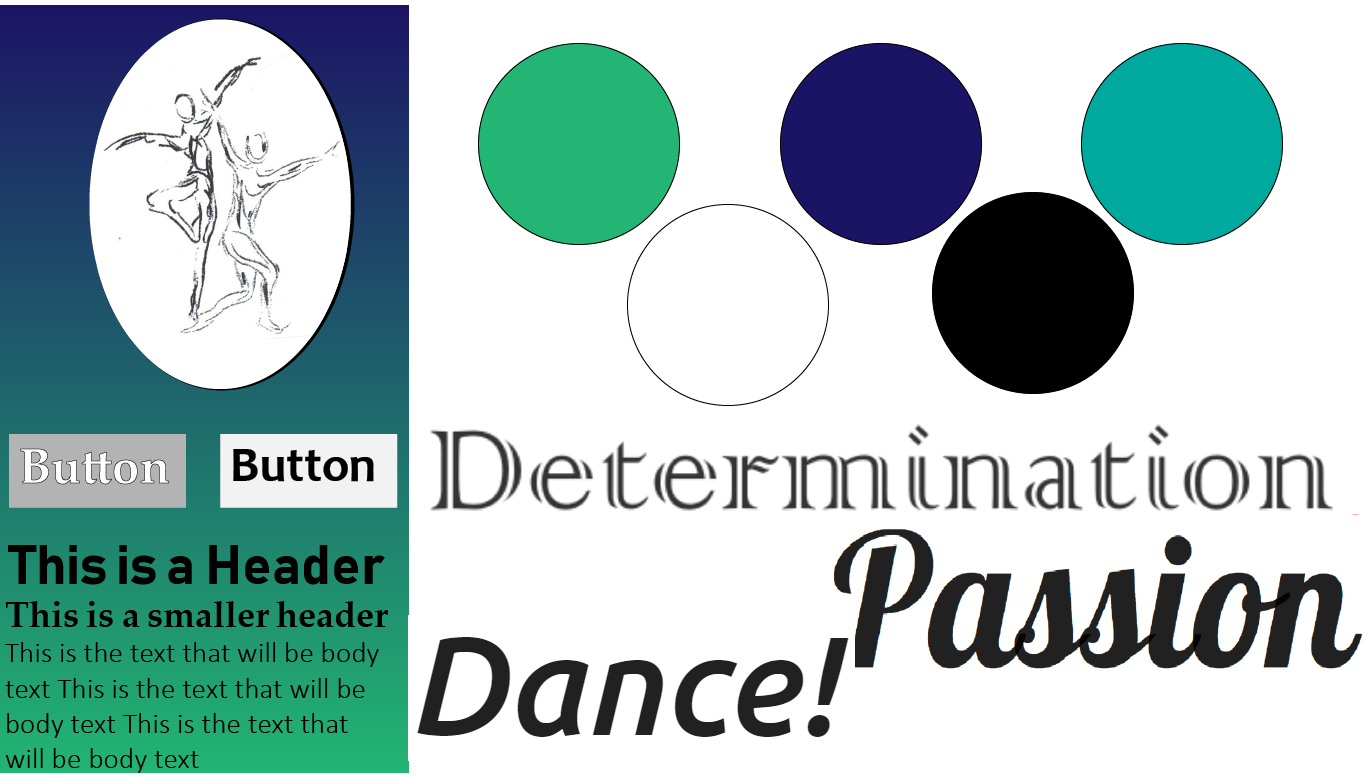 Button
Button
This is a Header
This is a smaller header
This is the text that will be body
text This is the text that will be
body text This is the text that
will be body text
Determination
Passion
Dance!